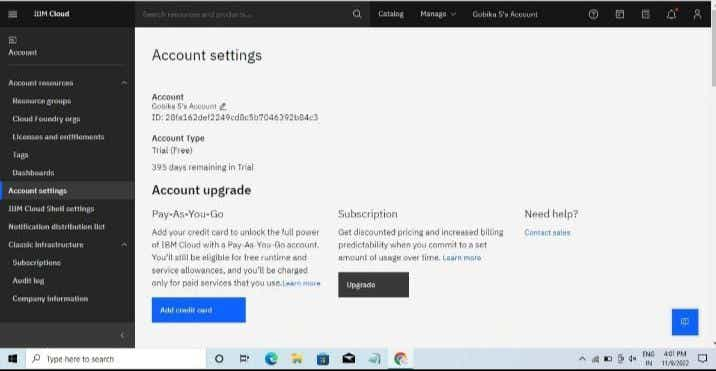 IBM Cloud
Search resources and products...
Catalog
Manage
Gobika S's Account
Account
Account resources
Resource groups
Cloud Foundry orgs
Licenses and entitlements
Tags
Dashboards
Account settings
IBM Cloud Shell settings
Notification distribution list
Classic Infrastructure
Subscriptions
Audit log
Company information
Account settings
Account
Gobika S's Account
ID:
Account Type
Trial (Free)
395 days remaining in Trial
Account upgrade
Pay-As-You-Go
Add your credit card to unlock the full power
of IBM Cloud with a Pay-As-You-Go account.
You'll still be eligible for free runtime and
service allowances, and you'll be charged
only for paid services that you use. Learn more
Add credit card
Subscription
Get discounted pricing and increased billing
predictability when you commit to a set
amount of usage over time. Learn more
Upgrade
Need help?
Contact sales
Type here to search
ENG
IN
4:01 PM
11/9/2022